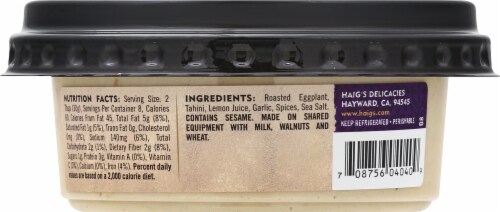 NUTRITION FACTS: Serving Size: 2
Tbsp (30g), Servings Per Container 8, Calories
60, Calories From Fat 45, Total Fat 5g (8%),
Saturated Fat 1g (5%), Trans Fat 0g, Cholesterol
0mg (0%), Sodium 140mg (6%), Total
Carbohydrate 2g (1%), Dietary Fiber 2g (8%),
Sugars 1g, Protein 3g, Vitamin A (0%), Vitamin
C (0%), Calcium (0%), Iron (4%), Percent daily
values are based on a 2,000 calorie diet.
INGREDIENTS: Roasted Eggplant,
Tahini, Lemon Juice, Garlic, Spices, Sea Salt.
CONTAINS SESAME. MADE ON SHARED
EQUIPMENT WITH MILK, WALNUTS AND
WHEAT.
HAIG'S DELICACIES
HAYWARD, CA. 94545
www.haigs.com
KEEP REFRIGERATED • PERISHABLE
7 08756 04040